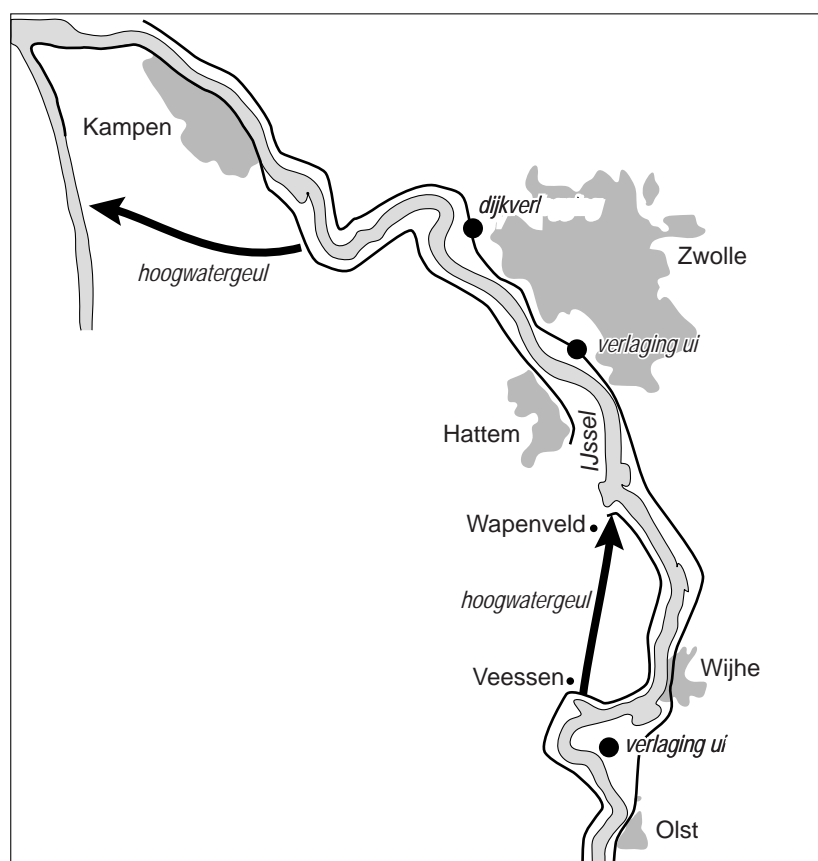 Kampen
dijkverl
Zwolle
hoogwatergeul
verlaging ui
Hattem
IJssel
Wapenveld
hoogwatergeul
Veessen
Wijhe
verlaging ui
Olst